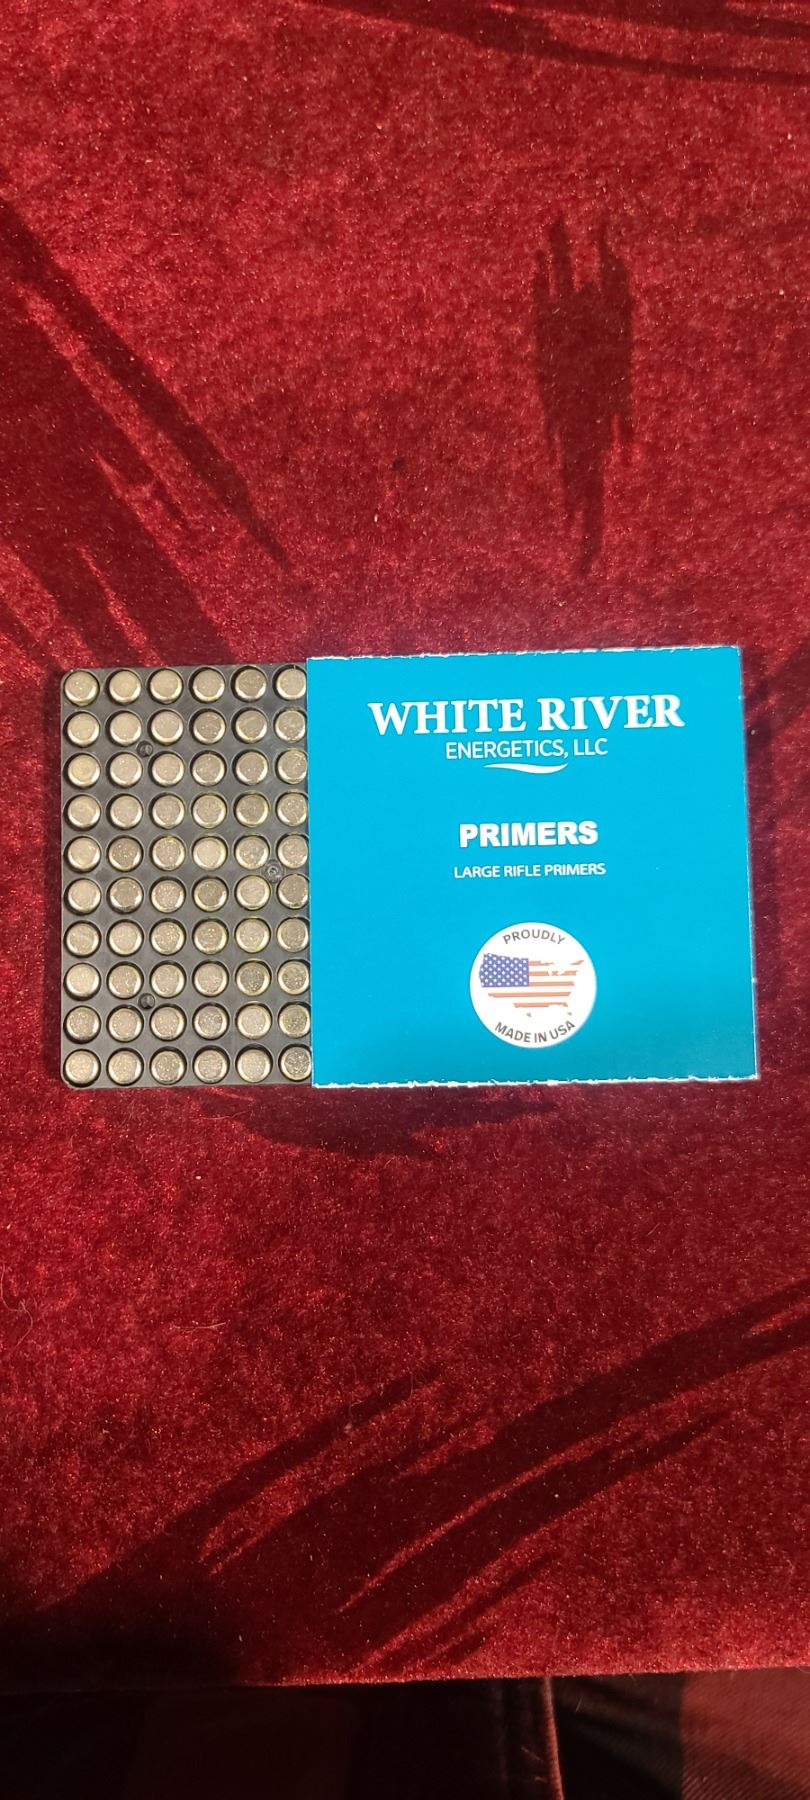 WHITE RIVER
ENERGETICS, LLC
PRIMERS
LARGE RIFLE PRIMERS
PROUDLY
MADE IN USA